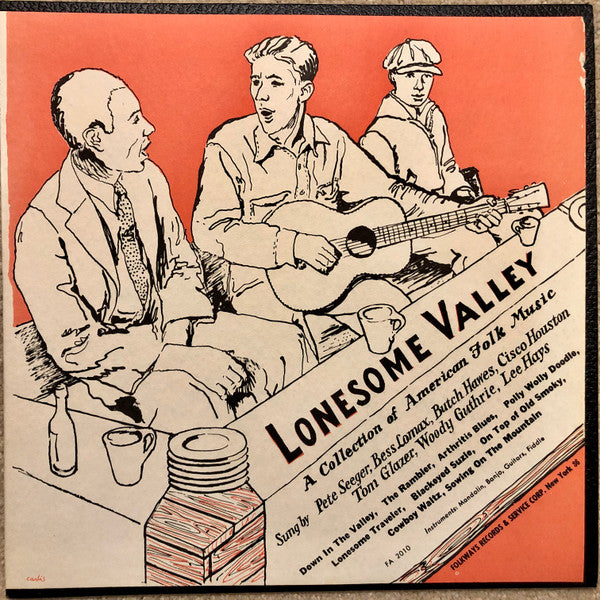 LONESOME VALLEY
A Collection of American Folk Music
Sung by Pete Seeger, Bess Lomax, Butch Hawes, Cisco Houston
Tom Glazer, Woody Guthrie, Lee Hays
Down In The Valley, The Rambler, Arthritis Blues, Polly Wolly Doodle,
Lonesome Traveler, Blackeyed Susie, On Top of Old Smoky,
Cowboy Waltz, Sowing On The Mountain
FA 2010 Instruments: Mandolin, Banjo, Guitars, Fiddle
FOLKWAYS RECORDS & SERVICE CORP., New York 36
carlis